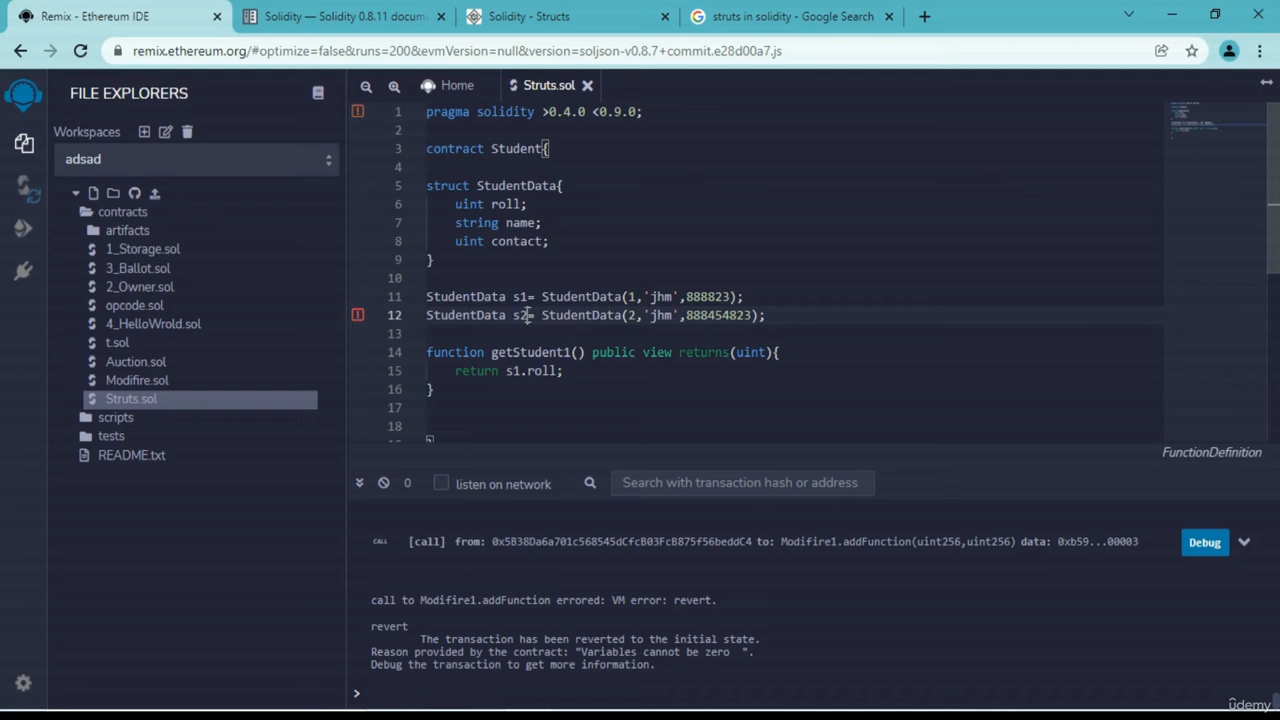 Remix - Ethereum IDE
Solidity — Solidity 0.8.11 docum
Solidity - Structs
struts in solidity - Google Search
remix.ethereum.org/#optimize=false&runs=200&evmVersion=null&version=soljson-v0.8.7+commit.e28d00a7.js
FILE EXPLORERS
Home
Struts.sol
Workspaces
adsad
contracts
artifacts
1_Storage.sol
3_Ballot.sol
2_Owner.sol
opcode.sol
4_HelloWrold.sol
t.sol
Auction.sol
Modifire.sol
Struts.sol
scripts
tests
README.txt
1 pragma solidity >0.4.0 <0.9.0;
2
3 contract Student{
4
5 struct StudentData{
6 uint roll;
7 string name;
8 uint contact;
9 }
10
11 StudentData s1= StudentData(1,'jhm',888823);
12 StudentData s2= StudentData(2,'jhm',888454823);
13
14 function getStudent1() public view returns(uint){
15 return s1.roll;
16 }
17
18
19 }
FunctionDefinition
0
listen on network
Search with transaction hash or address
CALL [call] from: 0x5B38Da6a701c568545dCfcB03FcB875f56beddC4 to: Modifire1.addFunction(uint256,uint256) data: 0xb59...00003
Debug
call to Modifire1.addFunction errored: VM error: revert.
revert
The transaction has been reverted to the initial state.
Reason provided by the contract: "Variables cannot be zero  ".
Debug the transaction to get more information.
>
ûdemy